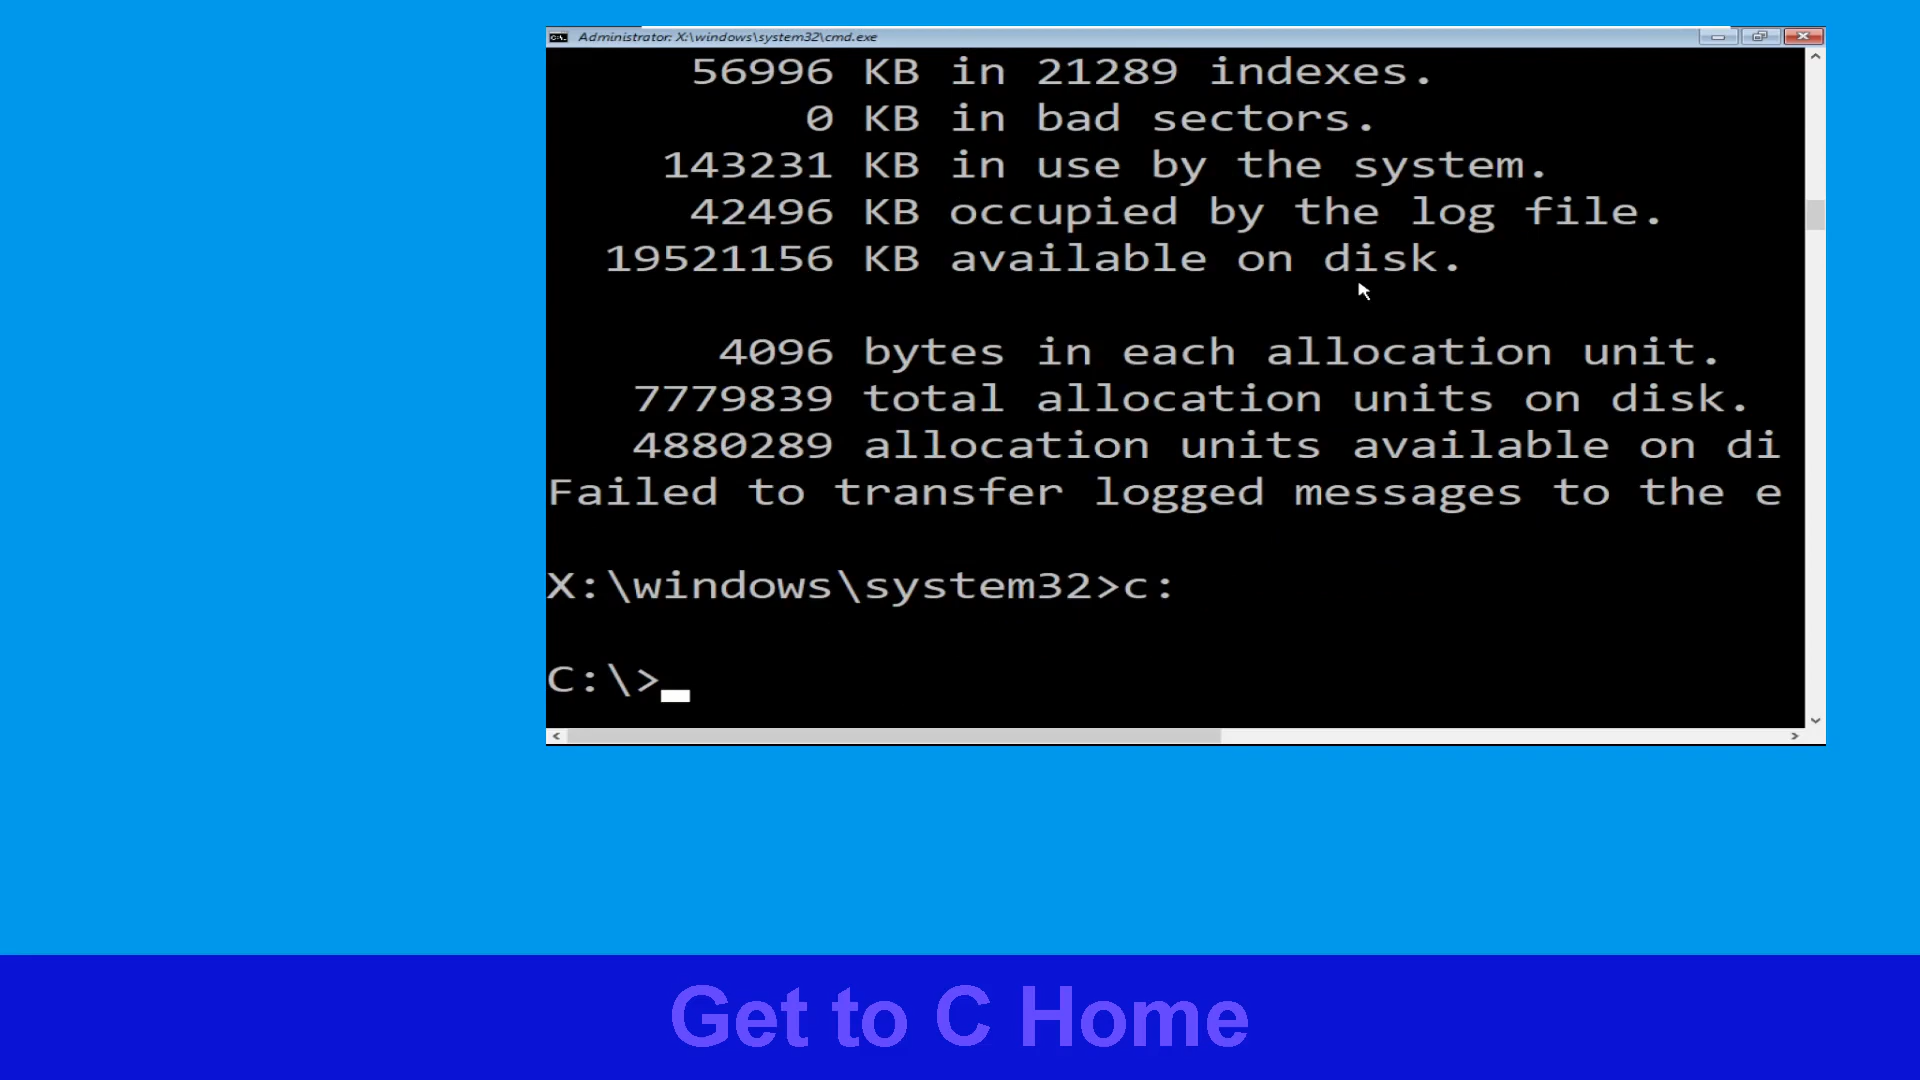 Administrator: X:\windows\system32\cmd.exe
56996 KB in 21289 indexes.
0 KB in bad sectors.
143231 KB in use by the system.
42496 KB occupied by the log file.
19521156 KB available on disk.
4096 bytes in each allocation unit.
7779839 total allocation units on disk.
4880289 allocation units available on di
Failed to transfer logged messages to the e
X:\windows\system32>c:
C:\>
Get to C Home